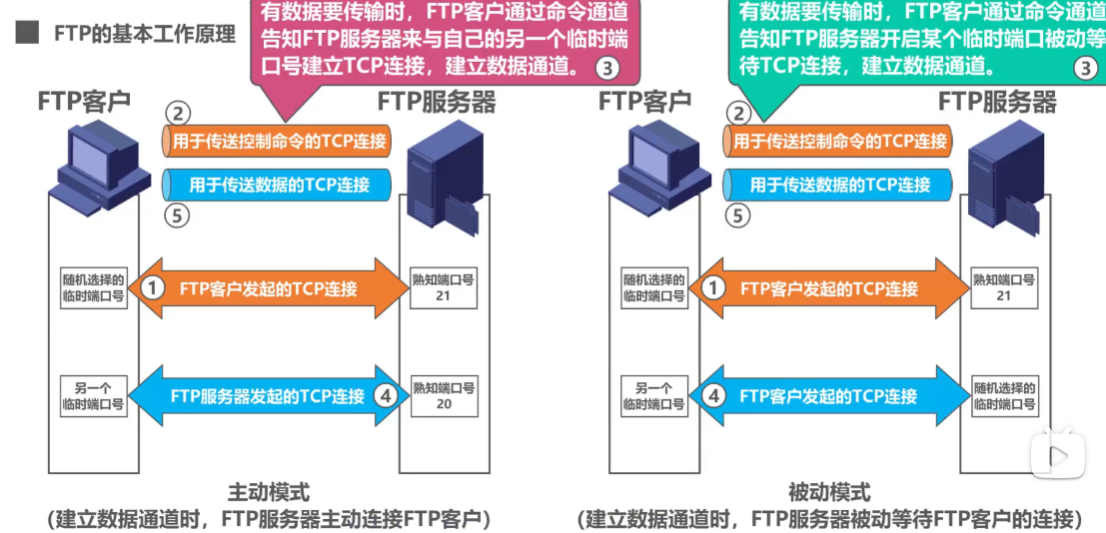 FTP的基本工作原理
有数据要传输时，FTP客户通过命令通道
告知FTP服务器来与自己的另一个临时端
口号建立TCP连接，建立数据通道。 ③
FTP客户
FTP服务器
②
用于传送控制命令的TCP连接
用于传送数据的TCP连接
⑤
随机选择的
临时端口号
① FTP客户发起的TCP连接
熟知端口号
21
另一个
临时端口号
FTP服务器发起的TCP连接 ④
熟知端口号
20
主动模式
(建立数据通道时，FTP服务器主动连接FTP客户)
有数据要传输时，FTP客户通过命令通道
告知FTP服务器开启某个临时端口被动等
待TCP连接，建立数据通道。 ③
FTP客户
FTP服务器
②
用于传送控制命令的TCP连接
用于传送数据的TCP连接
⑤
随机选择的
临时端口号
① FTP客户发起的TCP连接
熟知端口号
21
另一个
临时端口号
④ FTP客户发起的TCP连接
随机选择的
临时端口号
被动模式
(建立数据通道时，FTP服务器被动等待FTP客户的连接)